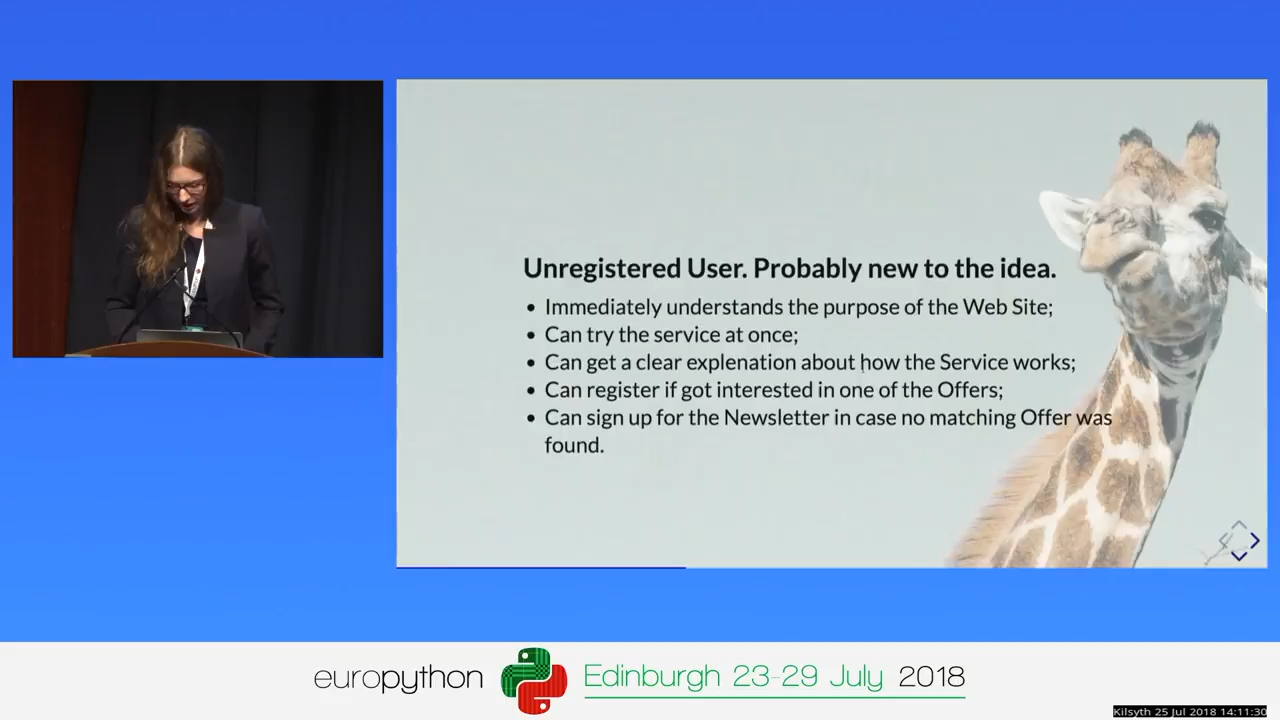 Unregistered User. Probably new to the idea.
Immediately understands the purpose of the Web Site;
Can try the service at once;
Can get a clear explenation about how the Service works;
Can register if got interested in one of the Offers;
Can sign up for the Newsletter in case no matching Offer was
found.
europython Edinburgh 23-29 July 2018
Kilsyth 25 Jul 2018 14:11:30